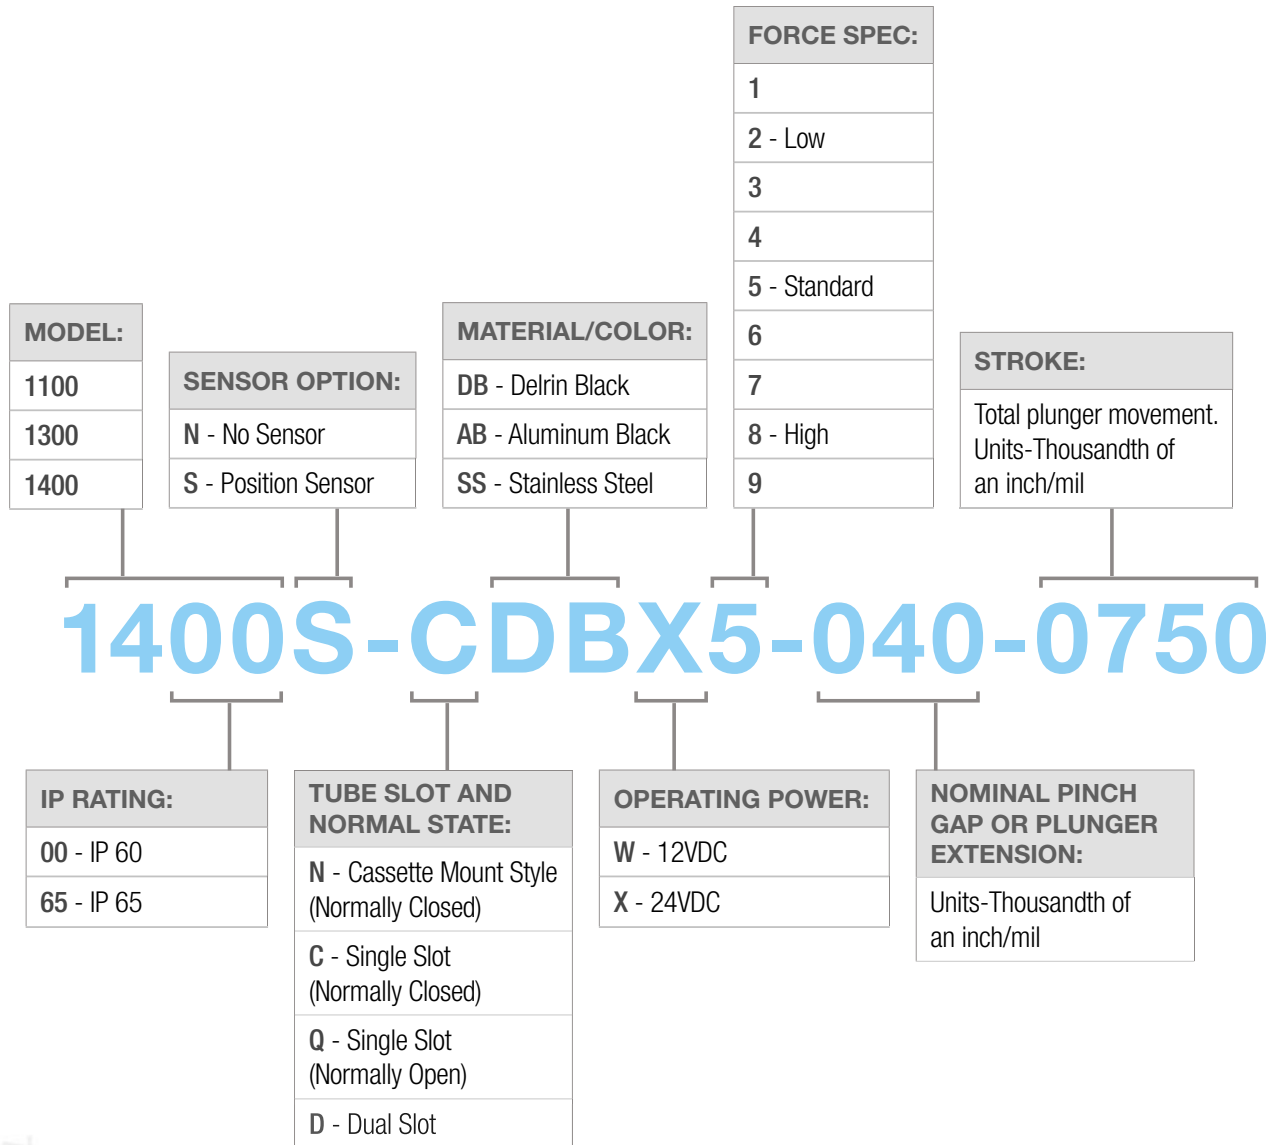 FORCE SPEC:
1
2 - Low
3
4
5 - Standard
6
7
8 - High
9
MODEL:
1100
1300
1400
SENSOR OPTION:
N - No Sensor
S - Position Sensor
MATERIAL/COLOR:
DB - Delrin Black
AB - Aluminum Black
SS - Stainless Steel
STROKE:
Total plunger movement.
Units-Thousandth of
an inch/mil
1400S-CDBX5-040-0750
IP RATING:
00 - IP 60
65 - IP 65
TUBE SLOT AND
NORMAL STATE:
N - Cassette Mount Style
(Normally Closed)
C - Single Slot
(Normally Closed)
Q - Single Slot
(Normally Open)
D - Dual Slot
OPERATING POWER:
W - 12VDC
X - 24VDC
NOMINAL PINCH
GAP OR PLUNGER
EXTENSION:
Units-Thousandth of
an inch/mil